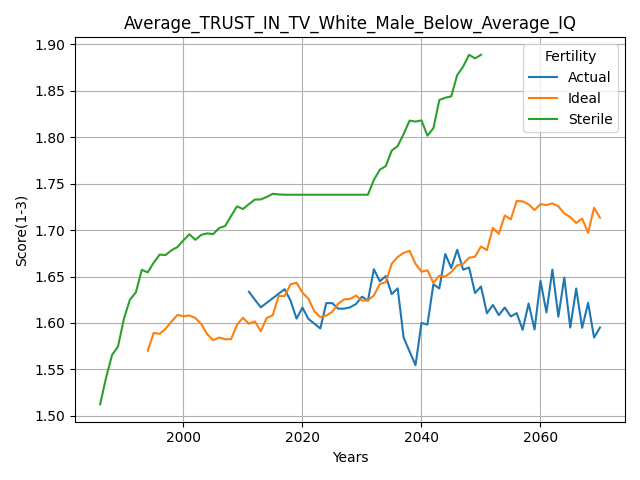 Average_TRUST_IN_TV_White_Male_Below_Average_IQ
Score(1-3)
1.90
1.85
1.80
1.75
1.70
1.65
1.60
1.55
1.50
Fertility
Actual
Ideal
Sterile
2000
2020
2040
2060
Years